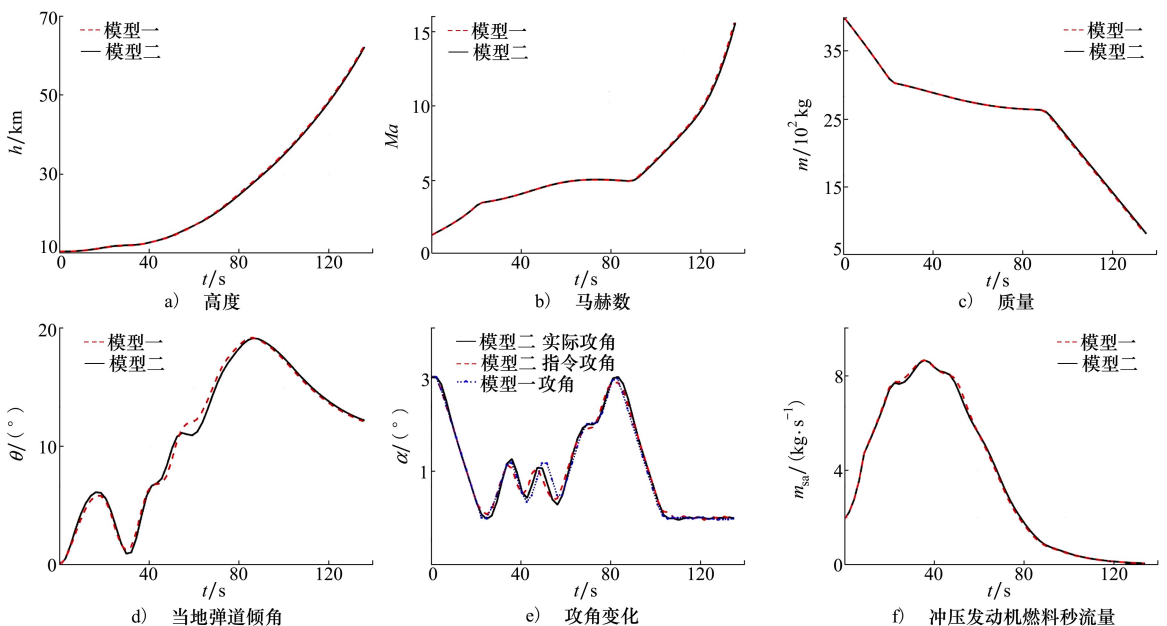 70
50
30
10
h/km
模型一
模型二
0
40
80
120
t/s
a) 高度
15
10
5
0
Ma
模型一
模型二
40
80
120
t/s
b) 马赫数
35
25
15
5
m/10² kg
模型一
模型二
0
40
80
120
t/s
c) 质量
20
10
0
θ/(°)
模型一
模型二
40
80
120
t/s
d) 当地弹道倾角
3
1
α/(°)
模型二 实际攻角
模型二 指令攻角
模型一攻角
0
40
80
120
t/s
e) 攻角变化
8
4
0
msa/(kg·s⁻¹)
模型一
模型二
40
80
120
t/s
f) 冲压发动机燃料秒流量